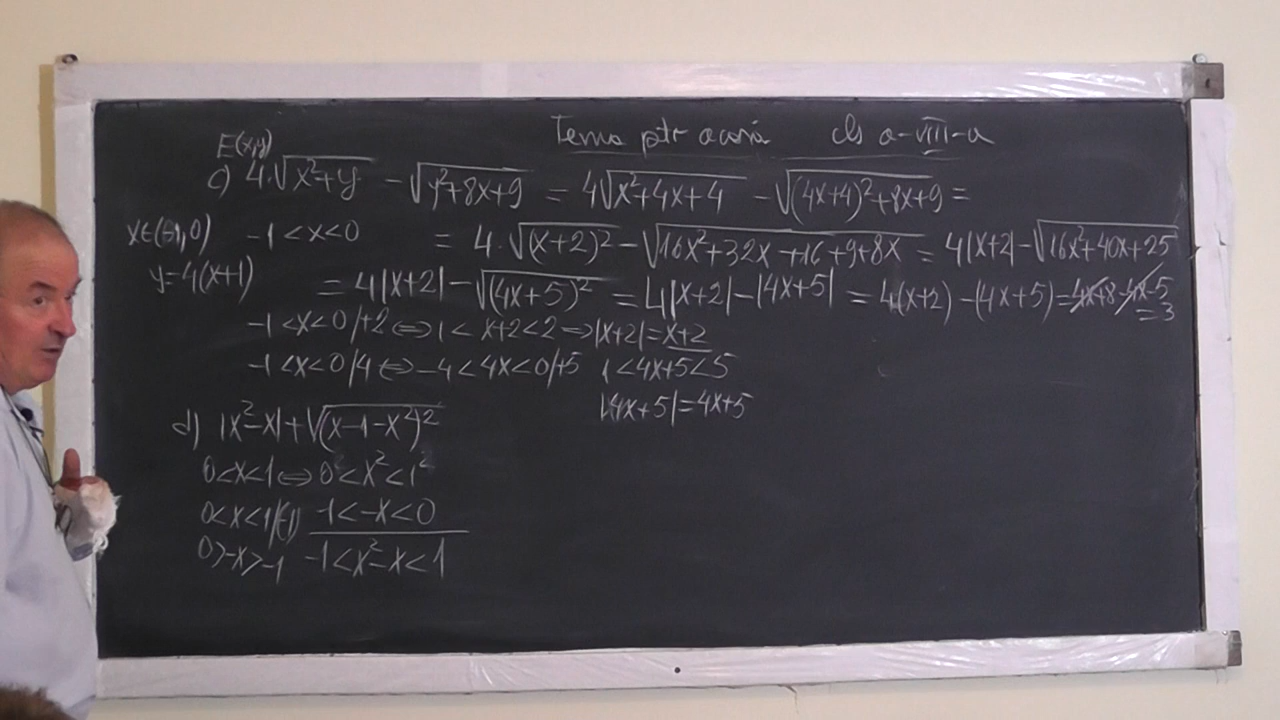 Tema ptr acasă cls a-VIII-a
E(x,y)
c) 4·√(x²+y) - √(y²+8x+9) = 4√(x²+4x+4) - √((4x+4)²+8x+9) =
x∈(-1,0) -1<x<0 = 4·√((x+2)²) - √(16x²+32x+16+9+8x) = 4|x+2| - √(16x²+40x+25)
y=4(x+1) = 4|x+2| - √((4x+5)²) = 4|x+2| - |4x+5| = 4(x+2) - (4x+5) = 4x+8-4x-5
=3
-1<x<0/+2 ⇔ 1<x+2<2 ⇒ |x+2|=x+2
-1<x<0/4 ⇔ -4<4x<0/+5 1<4x+5<5
|4x+5|=4x+5
d) |x²-x|+√((x-1-x²)²)
0<x<1 ⇔ 0²<x²<1²
0<x<1/(-1) -1<-x<0
0>-x>-1 -1<x²-x<1